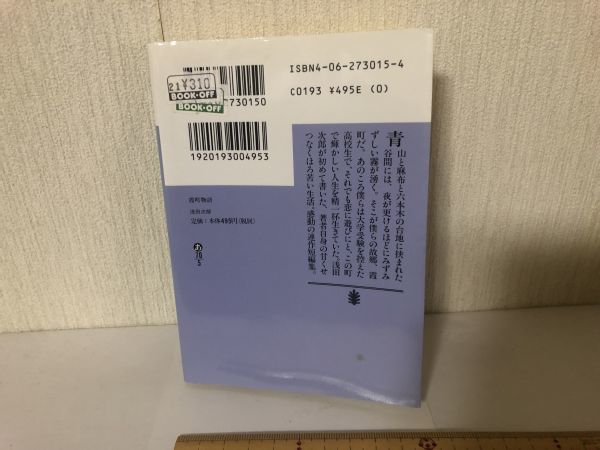 ISBN4-06-273015-4
C0193 ¥495E (0)
21 ¥310
BOOK·OFF
BOOK·OFF
730150
1920193004953
霞町物語
浅田次郎
定価:本体495円(税別)
あ
70
5
青山と麻布と六本木の台地に挟まれた
谷間には、夜が更けるほどにみずみ
ずしい霧が湧く。そこが僕らの故郷、霞
町だ。あのころ僕らは大学受験を控えた
高校生で、それでも恋に遊びにと、この町
で輝かしい人生を精一杯生きていた。浅田
次郎が初めて書いた、著者自身の甘くせ
つなくほろ苦い生活。感動の連作短編集。